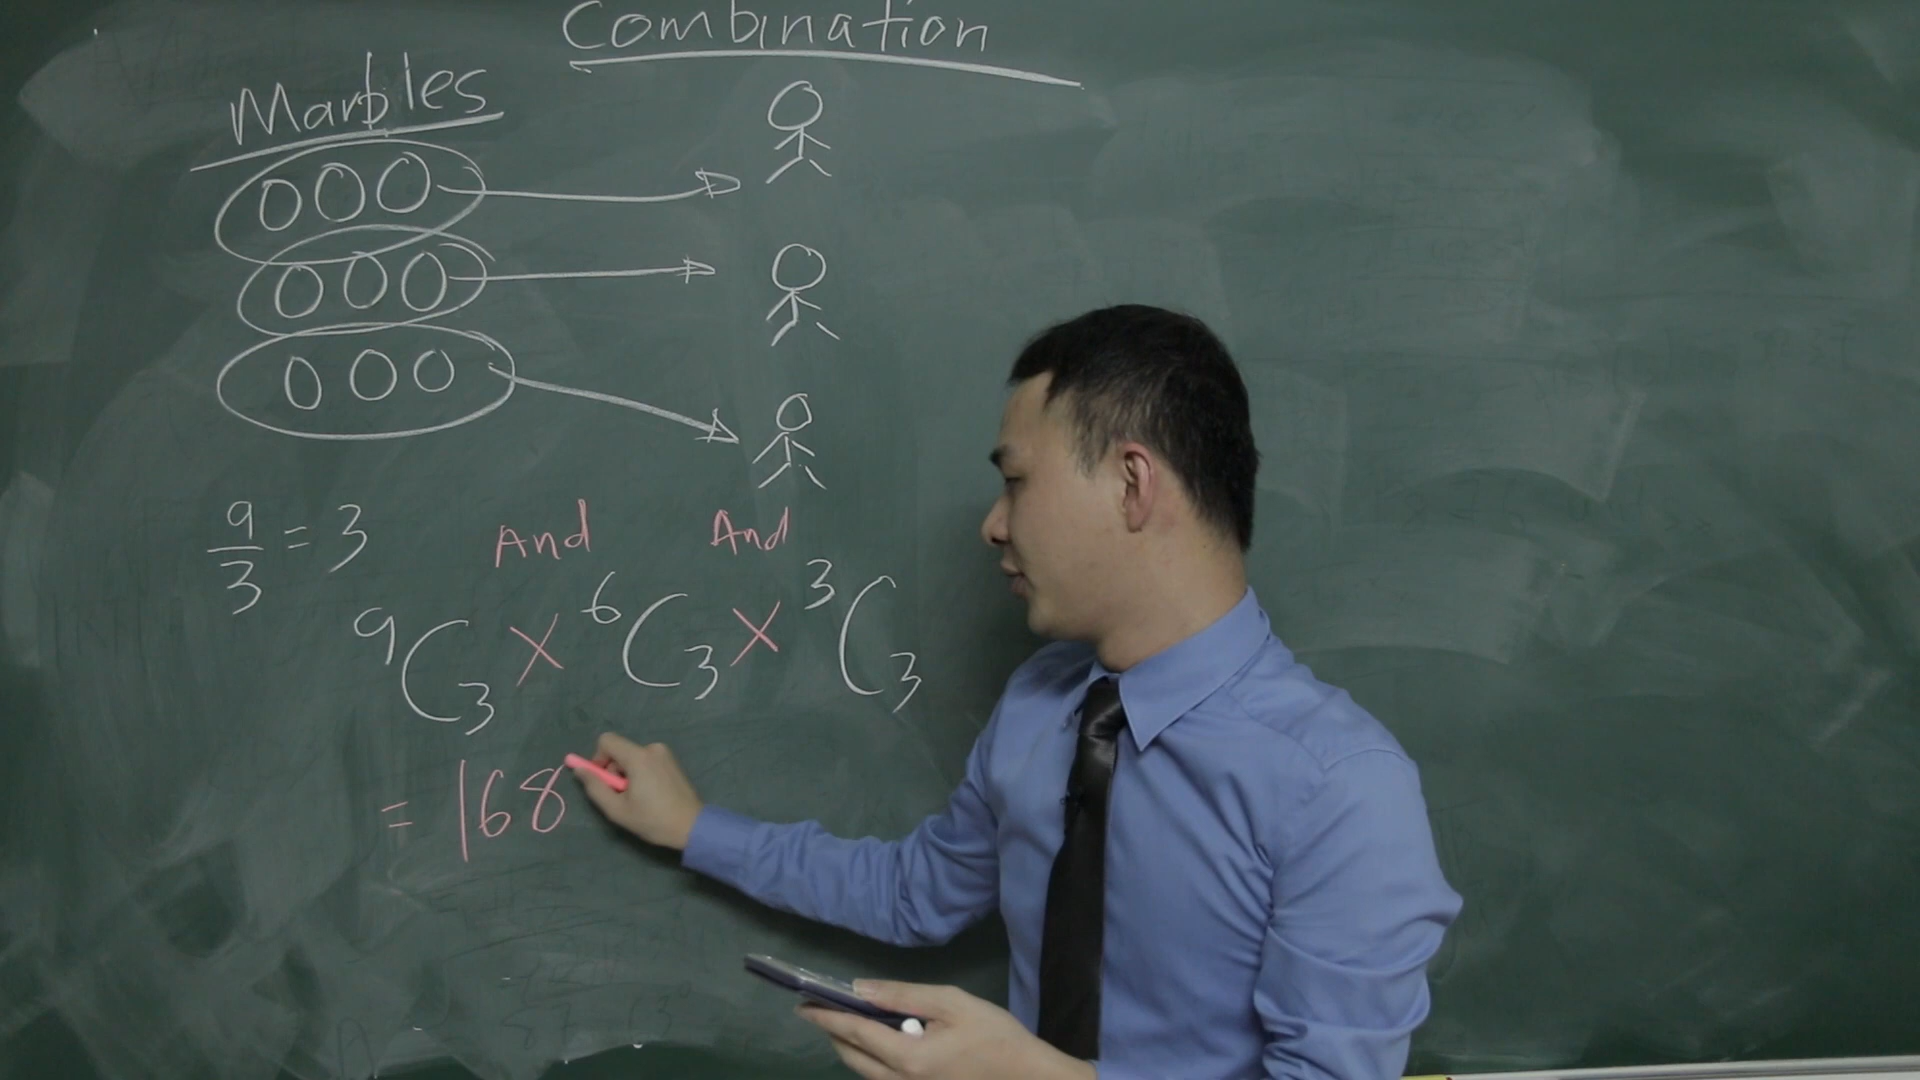 Combination
Marbles
9/3 = 3
And And
⁹C₃ × ⁶C₃ × ³C₃
= 168